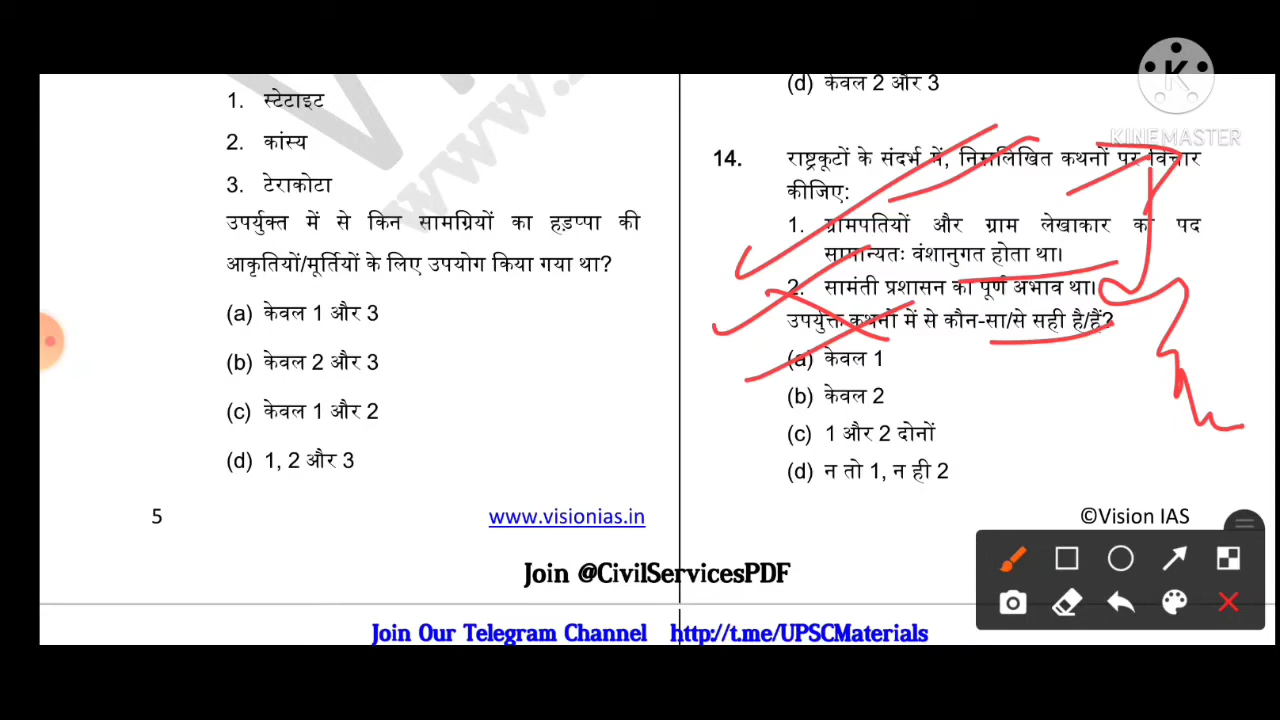 1. स्टेटाइट
2. कांस्य
3. टेराकोटा
उपर्युक्त में से किन सामग्रियों का हड़प्पा की
आकृतियों/मूर्तियों के लिए उपयोग किया गया था?
(a) केवल 1 और 3
(b) केवल 2 और 3
(c) केवल 1 और 2
(d) 1, 2 और 3
5
www.visionias.in
(d) केवल 2 और 3
14. राष्ट्रकूटों के संदर्भ में, निम्नलिखित कथनों पर विचार
कीजिए:
1. ग्रामपतियों और ग्राम लेखाकार का पद
सामान्यतः वंशानुगत होता था।
2. सामंती प्रशासन का पूर्ण अभाव था।
उपर्युक्त कथनों में से कौन-सा/से सही है/हैं?
(a) केवल 1
(b) केवल 2
(c) 1 और 2 दोनों
(d) न तो 1, न ही 2
©Vision IAS
Join @CivilServicesPDF
Join Our Telegram Channel http://t.me/UPSCMaterials
K
KINEMASTER
www.